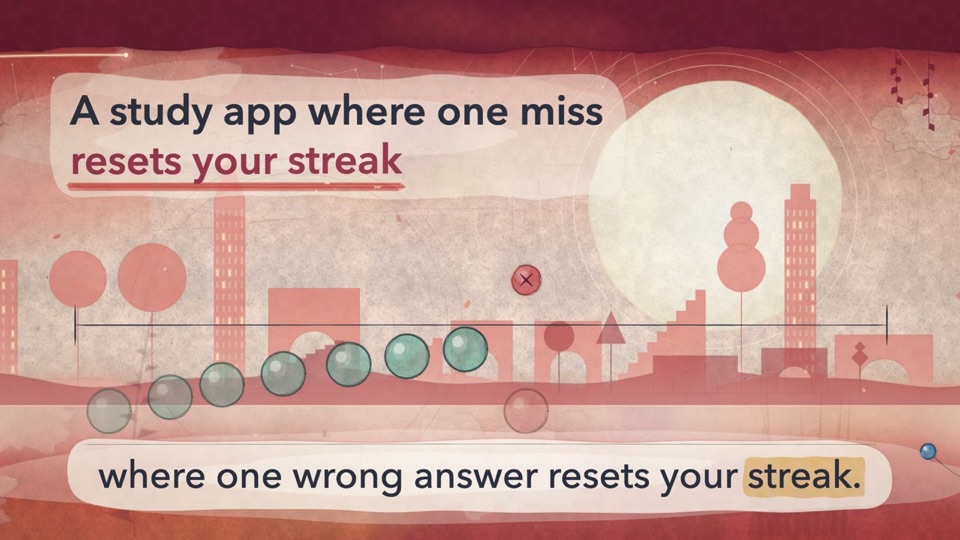 A study app where one miss
resets your streak
where one wrong answer resets your streak.